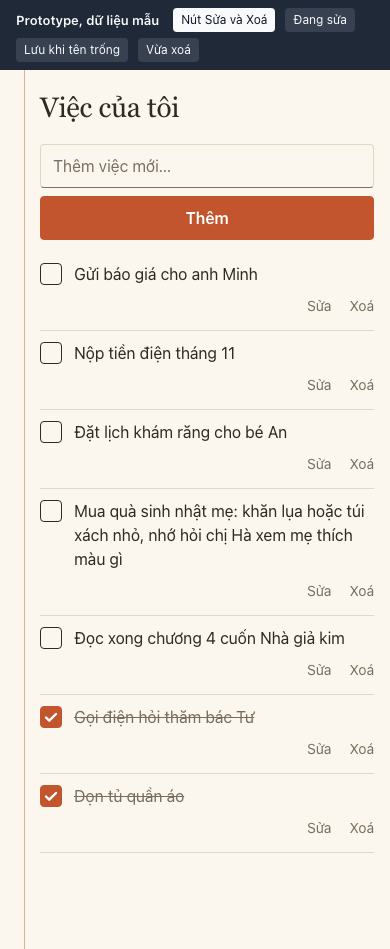 Prototype, dữ liệu mẫu
Nút Sửa và Xoá
Đang sửa
Lưu khi tên trống
Vừa xoá
Việc của tôi
Thêm việc mới...
Thêm
Gửi báo giá cho anh Minh
Sửa Xoá
Nộp tiền điện tháng 11
Sửa Xoá
Đặt lịch khám răng cho bé An
Sửa Xoá
Mua quà sinh nhật mẹ: khăn lụa hoặc túi
xách nhỏ, nhớ hỏi chị Hà xem mẹ thích
màu gì
Sửa Xoá
Đọc xong chương 4 cuốn Nhà giả kim
Sửa Xoá
Gọi điện hỏi thăm bác Tư
Sửa Xoá
Dọn tủ quần áo
Sửa Xoá